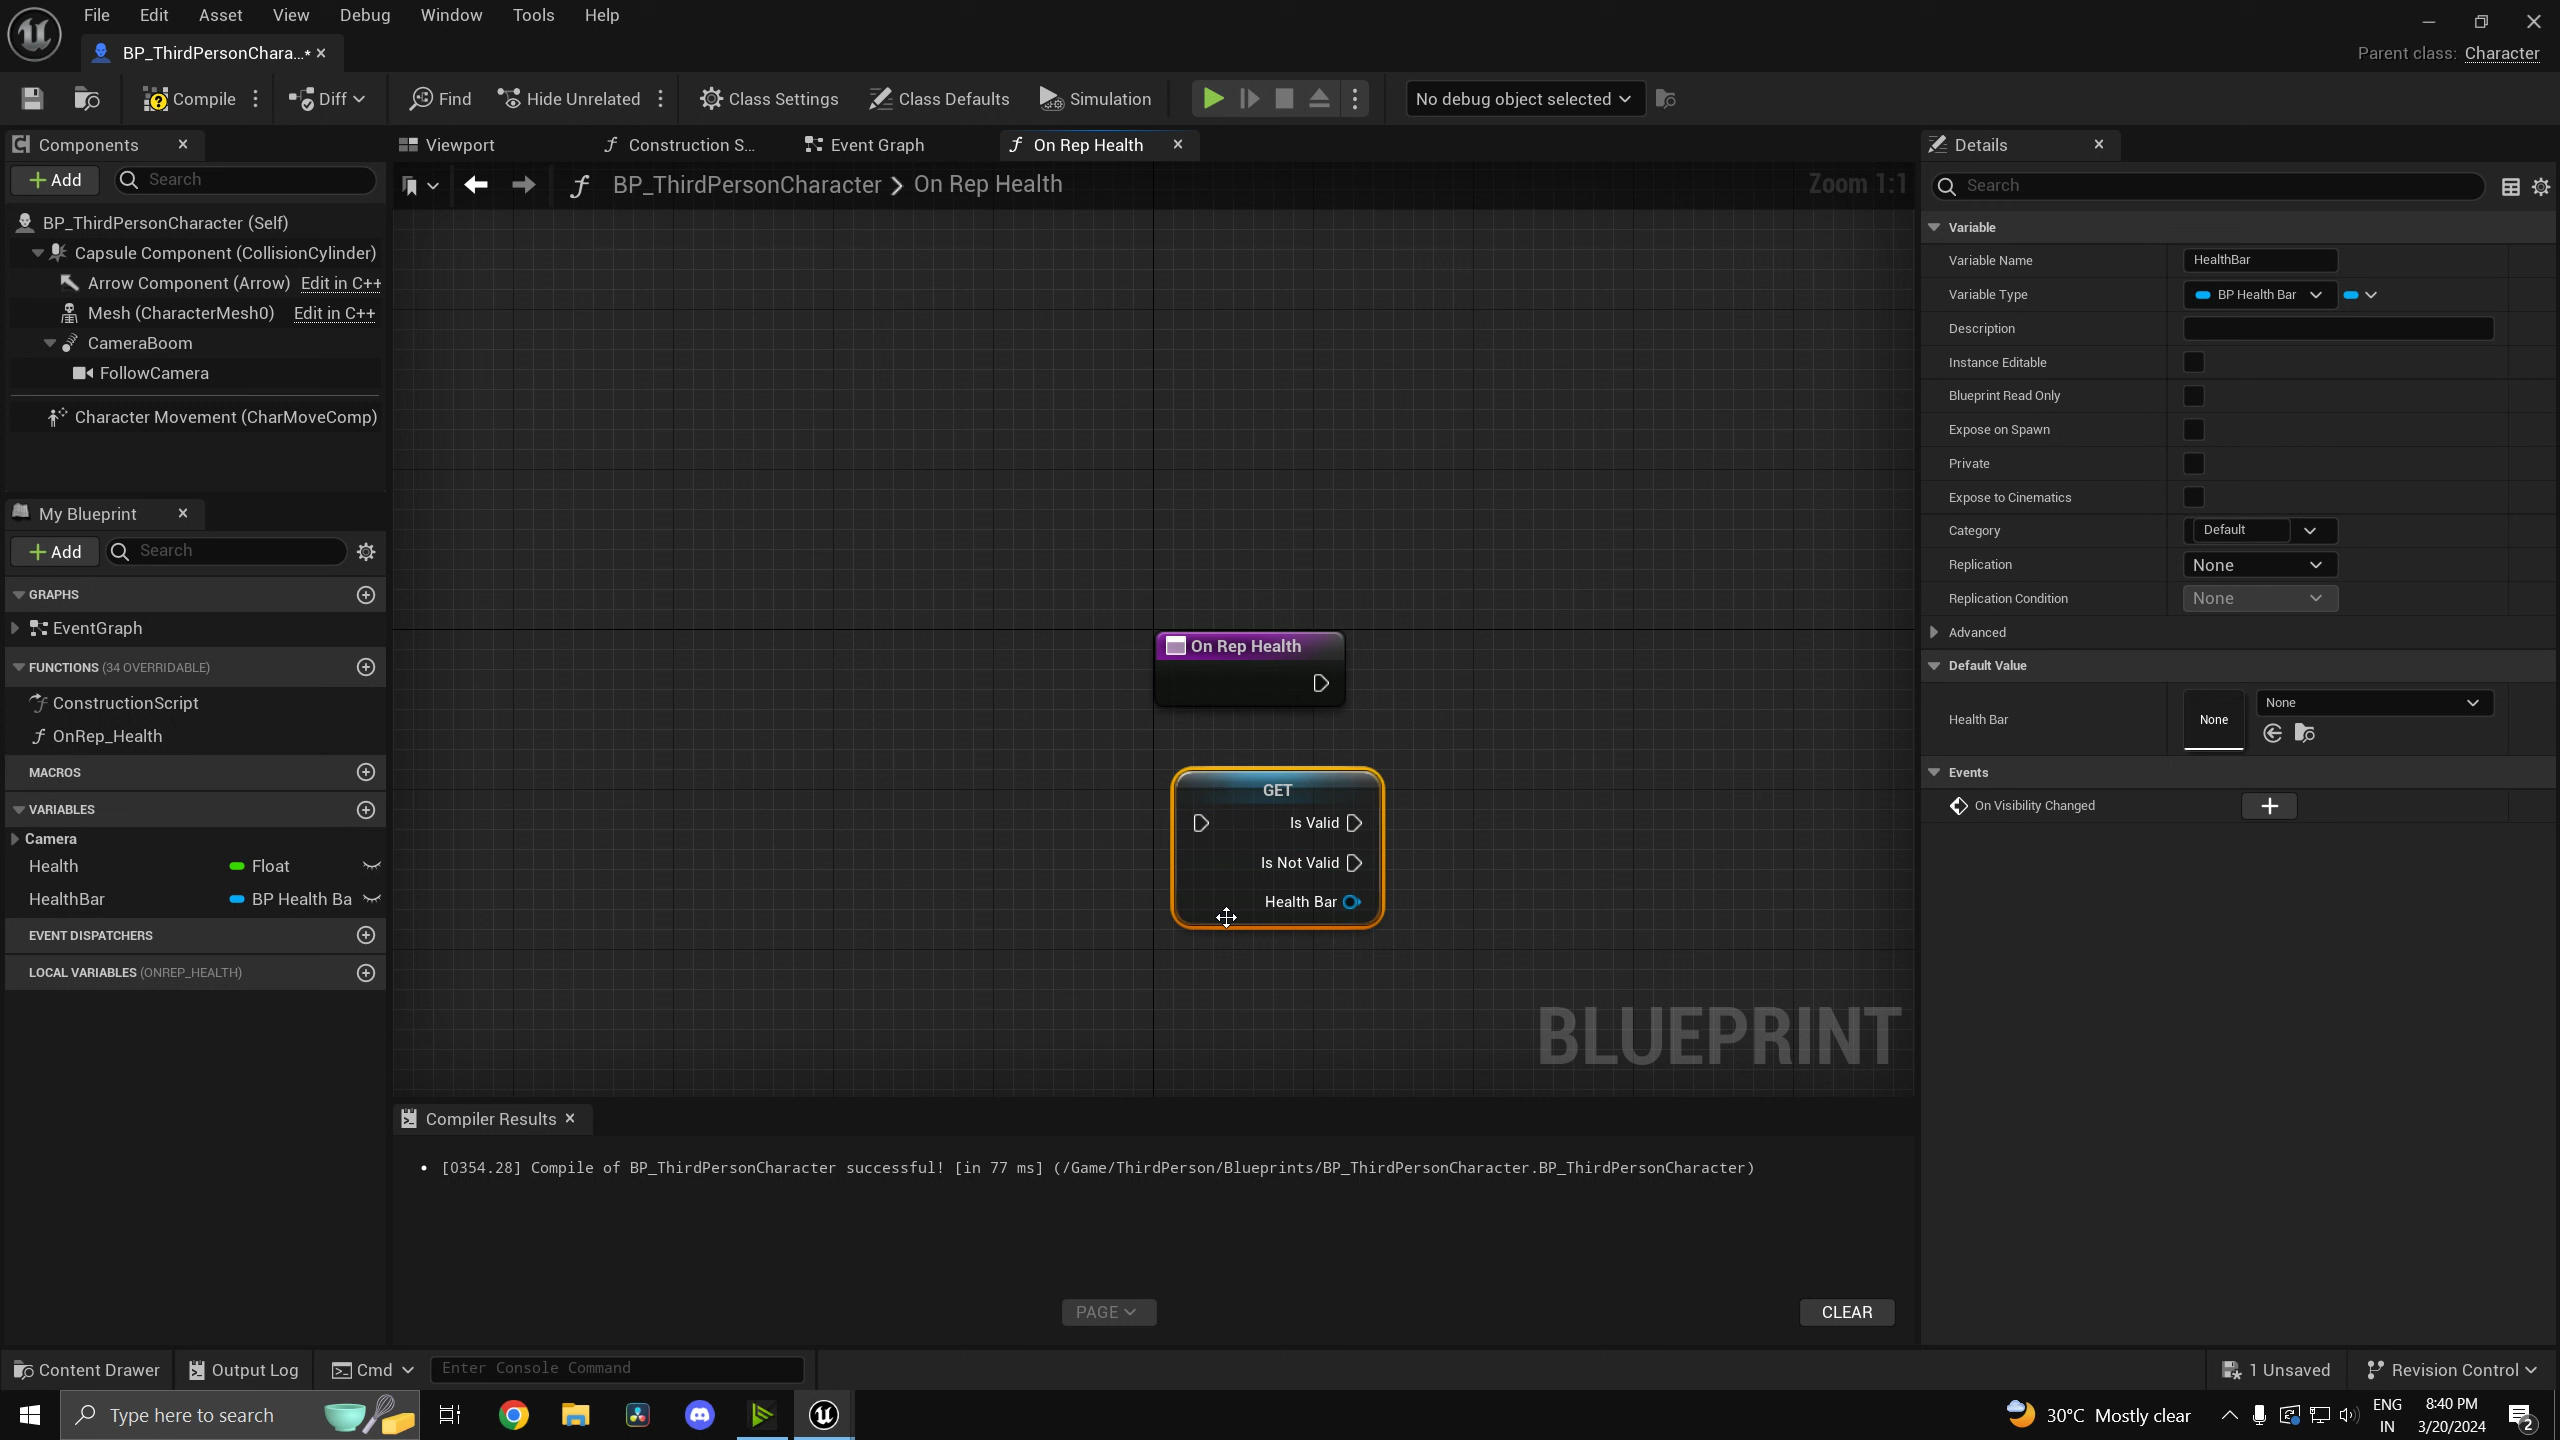 File Edit Asset View Debug Window Tools Help
BP_ThirdPersonChara...*
Parent class: Character
Compile Diff Find Hide Unrelated Class Settings Class Defaults Simulation No debug object selected
Components
Add Search
BP_ThirdPersonCharacter (Self)
Capsule Component (CollisionCylinder)
Arrow Component (Arrow) Edit in C++
Mesh (CharacterMesh0) Edit in C++
CameraBoom
FollowCamera
Character Movement (CharMoveComp)
My Blueprint
Add Search
GRAPHS
EventGraph
FUNCTIONS (34 OVERRIDABLE)
ConstructionScript
OnRep_Health
MACROS
VARIABLES
Camera
Health Float
HealthBar BP Health Ba
EVENT DISPATCHERS
LOCAL VARIABLES (ONREP_HEALTH)
Viewport Construction S... Event Graph On Rep Health
BP_ThirdPersonCharacter > On Rep Health Zoom 1:1
On Rep Health
GET
Is Valid
Is Not Valid
Health Bar
BLUEPRINT
Compiler Results
• [0354.28] Compile of BP_ThirdPersonCharacter successful! [in 77 ms] (/Game/ThirdPerson/Blueprints/BP_ThirdPersonCharacter.BP_ThirdPersonCharacter)
PAGE CLEAR
Details
Search
Variable
Variable Name HealthBar
Variable Type BP Health Bar
Description
Instance Editable
Blueprint Read Only
Expose on Spawn
Private
Expose to Cinematics
Category Default
Replication None
Replication Condition None
Advanced
Default Value
Health Bar None None
Events
On Visibility Changed
Content Drawer Output Log Cmd Enter Console Command 1 Unsaved Revision Control
Type here to search 30°C Mostly clear ENG IN 8:40 PM 3/20/2024 2